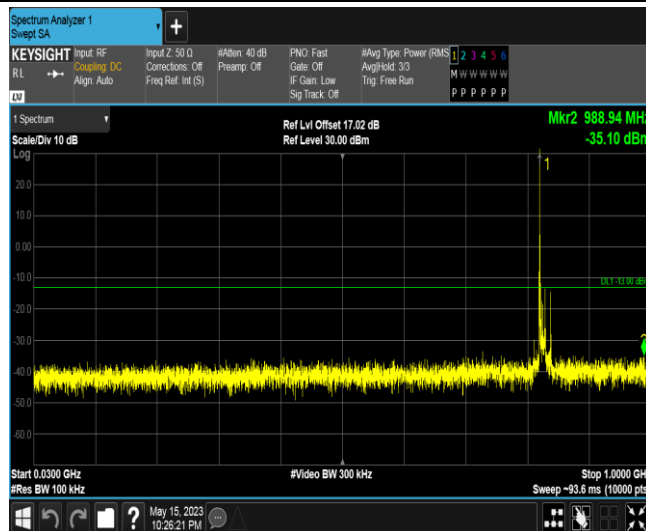 Spectrum Analyzer 1
Swept SA
+
KEYSIGHT
RL
LXI
Input: RF
Coupling: DC
Align: Auto
Input Z: 50 Ω
Corrections: Off
Freq Ref: Int (S)
#Atten: 40 dB
Preamp: Off
PNO: Fast
Gate: Off
IF Gain: Low
Sig Track: Off
#Avg Type: Power (RMS
Avg|Hold: 3/3
Trig: Free Run
1 2 3 4 5 6
M W W W W W
P P P P P P
1 Spectrum
Scale/Div 10 dB
Log
Ref Lvl Offset 17.02 dB
Ref Level 30.00 dBm
Mkr2 988.94 MHz
-35.10 dBm
1
20.0
10.0
0.00
-10.0
DL1 -13.00 dBm
-20.0
-30.0
-40.0
-50.0
-60.0
Start 0.0300 GHz
#Res BW 100 kHz
#Video BW 300 kHz
Stop 1.0000 GH
Sweep ~93.6 ms (10000 pts
?
May 15, 2023
10:26:21 PM